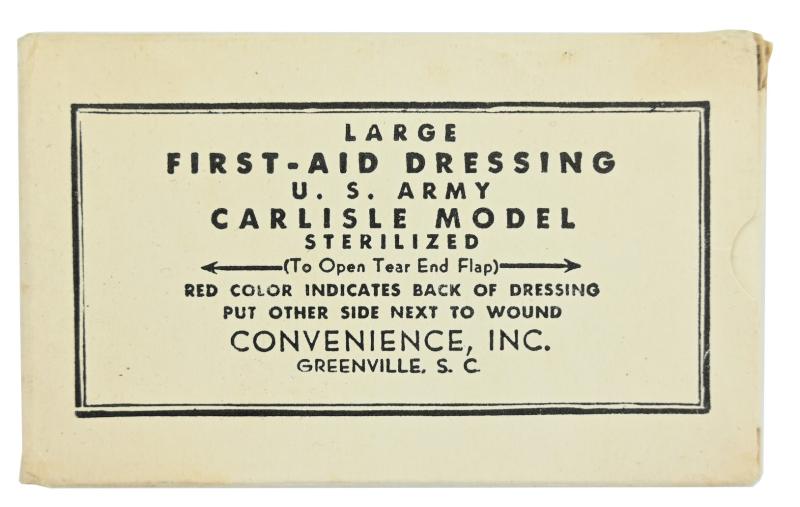 LARGE
FIRST-AID DRESSING
U. S. ARMY
CARLISLE MODEL
STERILIZED
(To Open Tear End Flap)
RED COLOR INDICATES BACK OF DRESSING
PUT OTHER SIDE NEXT TO WOUND
CONVENIENCE, INC.
GREENVILLE, S. C.